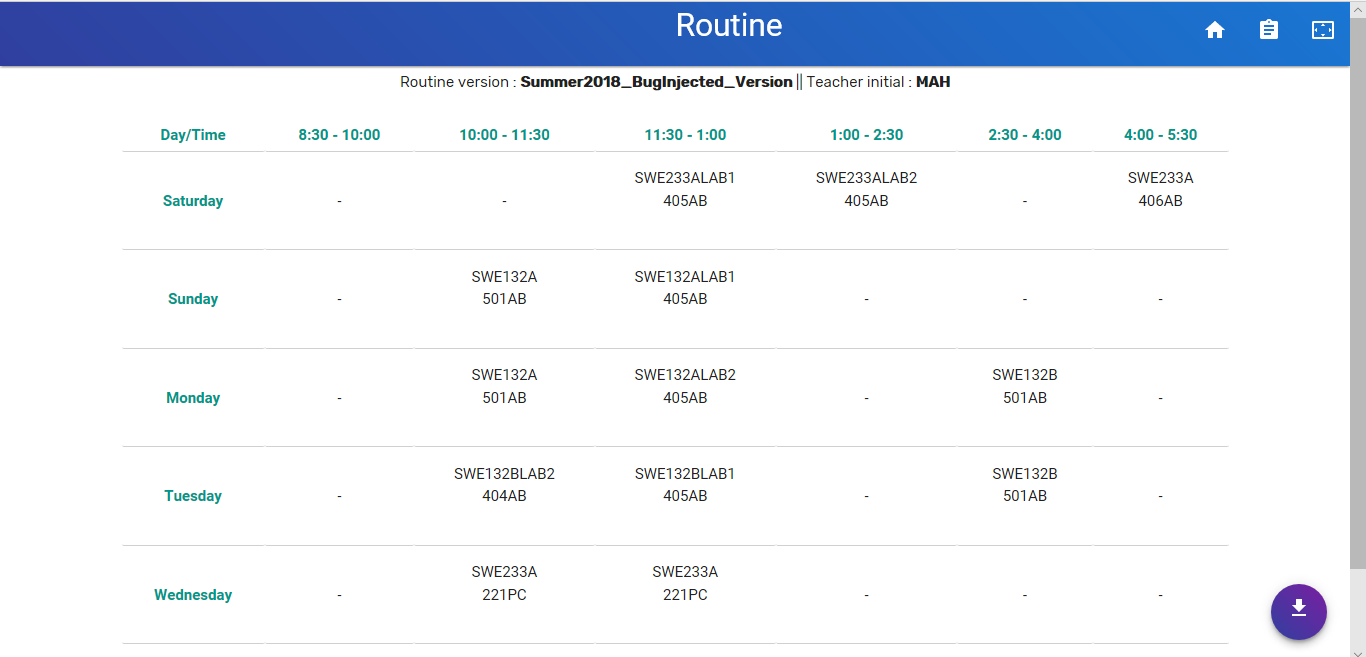 Routine
Routine version : Summer2018_BugInjected_Version || Teacher initial : MAH
Day/Time 8:30 - 10:00 10:00 - 11:30 11:30 - 1:00 1:00 - 2:30 2:30 - 4:00 4:00 - 5:30
SWE233ALAB1 SWE233ALAB2 SWE233A
Saturday - - 405AB 405AB - 406AB
SWE132A SWE132ALAB1
Sunday - 501AB 405AB - - -
SWE132A SWE132ALAB2 SWE132B
Monday - 501AB 405AB - 501AB -
SWE132BLAB2 SWE132BLAB1 SWE132B
Tuesday - 404AB 405AB - 501AB -
SWE233A SWE233A
Wednesday - 221PC 221PC - - -